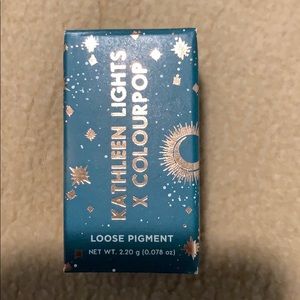 KATHLEEN LIGHTS
X COLOURPOP
LOOSE PIGMENT
NET WT. 2.20 g (0.078 oz)